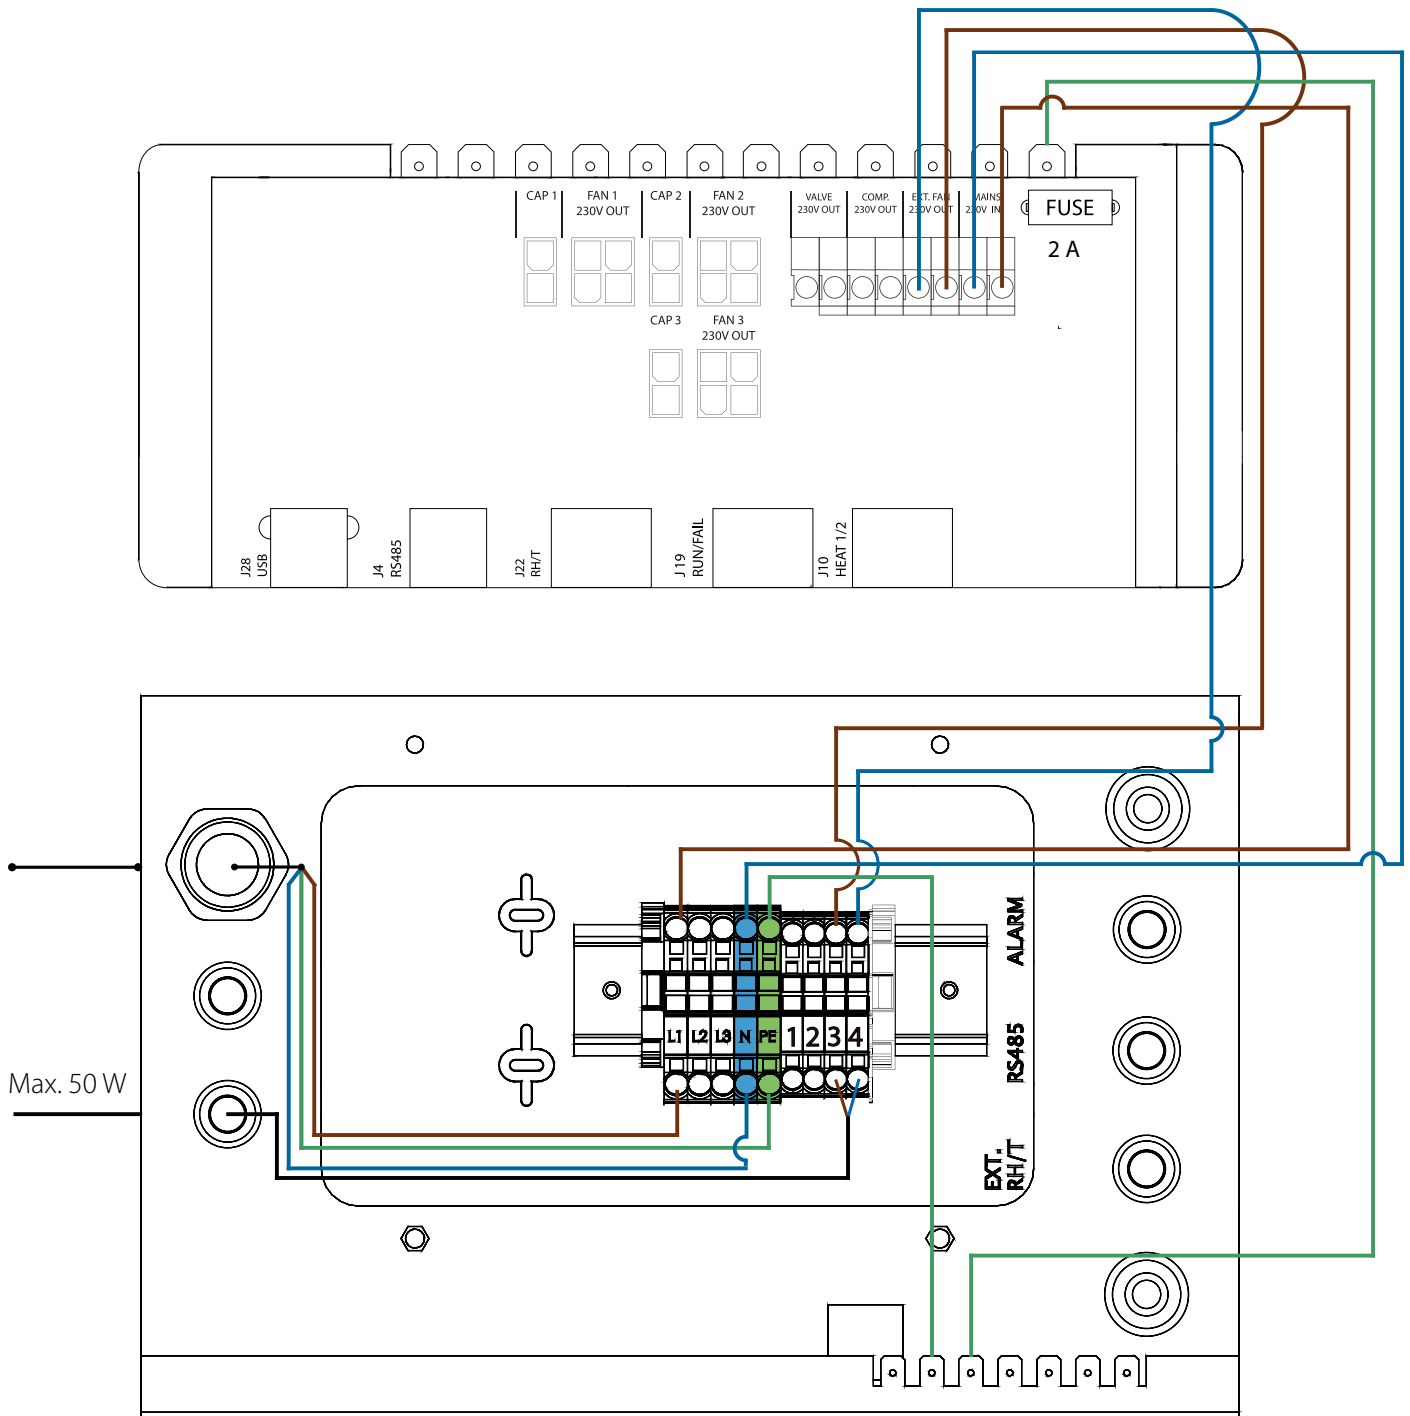 CAP 1
FAN 1
230V OUT
CAP 2
FAN 2
230V OUT
VALVE
230V OUT
COMP.
230V OUT
EXT. FAN
230V OUT
MAINS
230V IN
FUSE
2 A
CAP 3
FAN 3
230V OUT
J28
USB
J4
RS485
J22
RH/T
J 19
RUN/FAIL
J10
HEAT 1/2
ALARM
RS485
EXT.
RH/T
L1 L2 L3 N PE 1 2 3 4
Max. 50 W